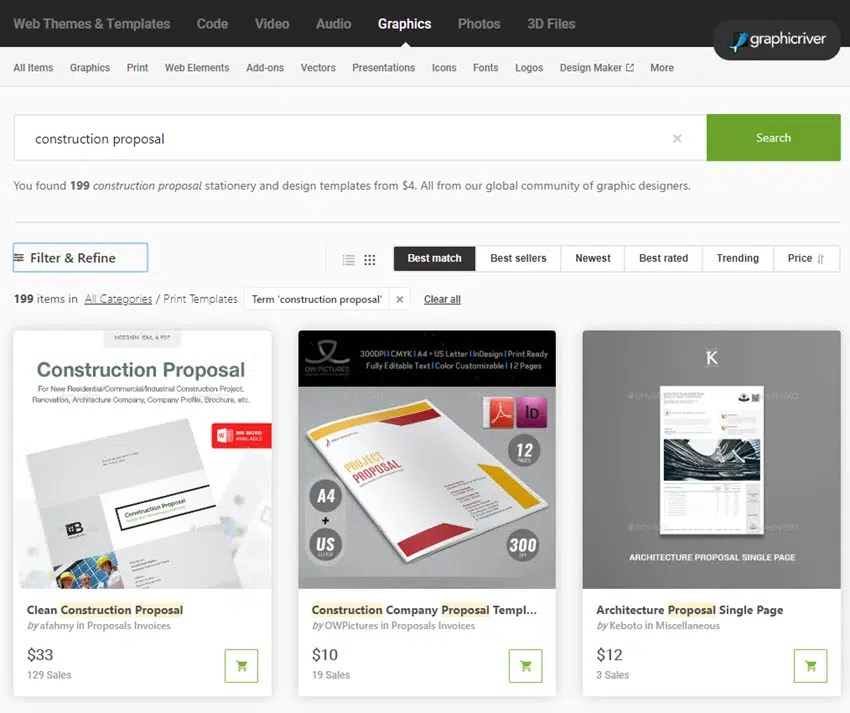 Web Themes & Templates Code Video Audio Graphics Photos 3D Files
graphicriver
All Items Graphics Print Web Elements Add-ons Vectors Presentations Icons Fonts Logos Design Maker More
construction proposal
Search
You found 199 construction proposal stationery and design templates from $4. All from our global community of graphic designers.
Filter & Refine
Best match Best sellers Newest Best rated Trending Price
199 items in All Categories / Print Templates Term 'construction proposal' Clear all
INDESIGN IDML & PDF
Construction Proposal
For New Residential/Commercial/Industrial Construction Project,
Renovation, Architecture Company, Company Profile, Brochure, etc.
MS WORD
AVAILABLE
Construction Proposal
OW PICTURES
300DPI | CMYK | A4 + US Letter | InDesign | Print Ready
Fully Editable Text | Color Customizable | 12 Pages
Id
PROJECT
PROPOSAL
12
PAGES
A4
+
US
LETTER
300
DPI
K
ARCHITECTURE PROPOSAL SINGLE PAGE
Clean Construction Proposal
by afahmy in Proposals Invoices
$33
129 Sales
Construction Company Proposal Templ...
by OWPictures in Proposals Invoices
$10
19 Sales
Architecture Proposal Single Page
by Keboto in Miscellaneous
$12
3 Sales